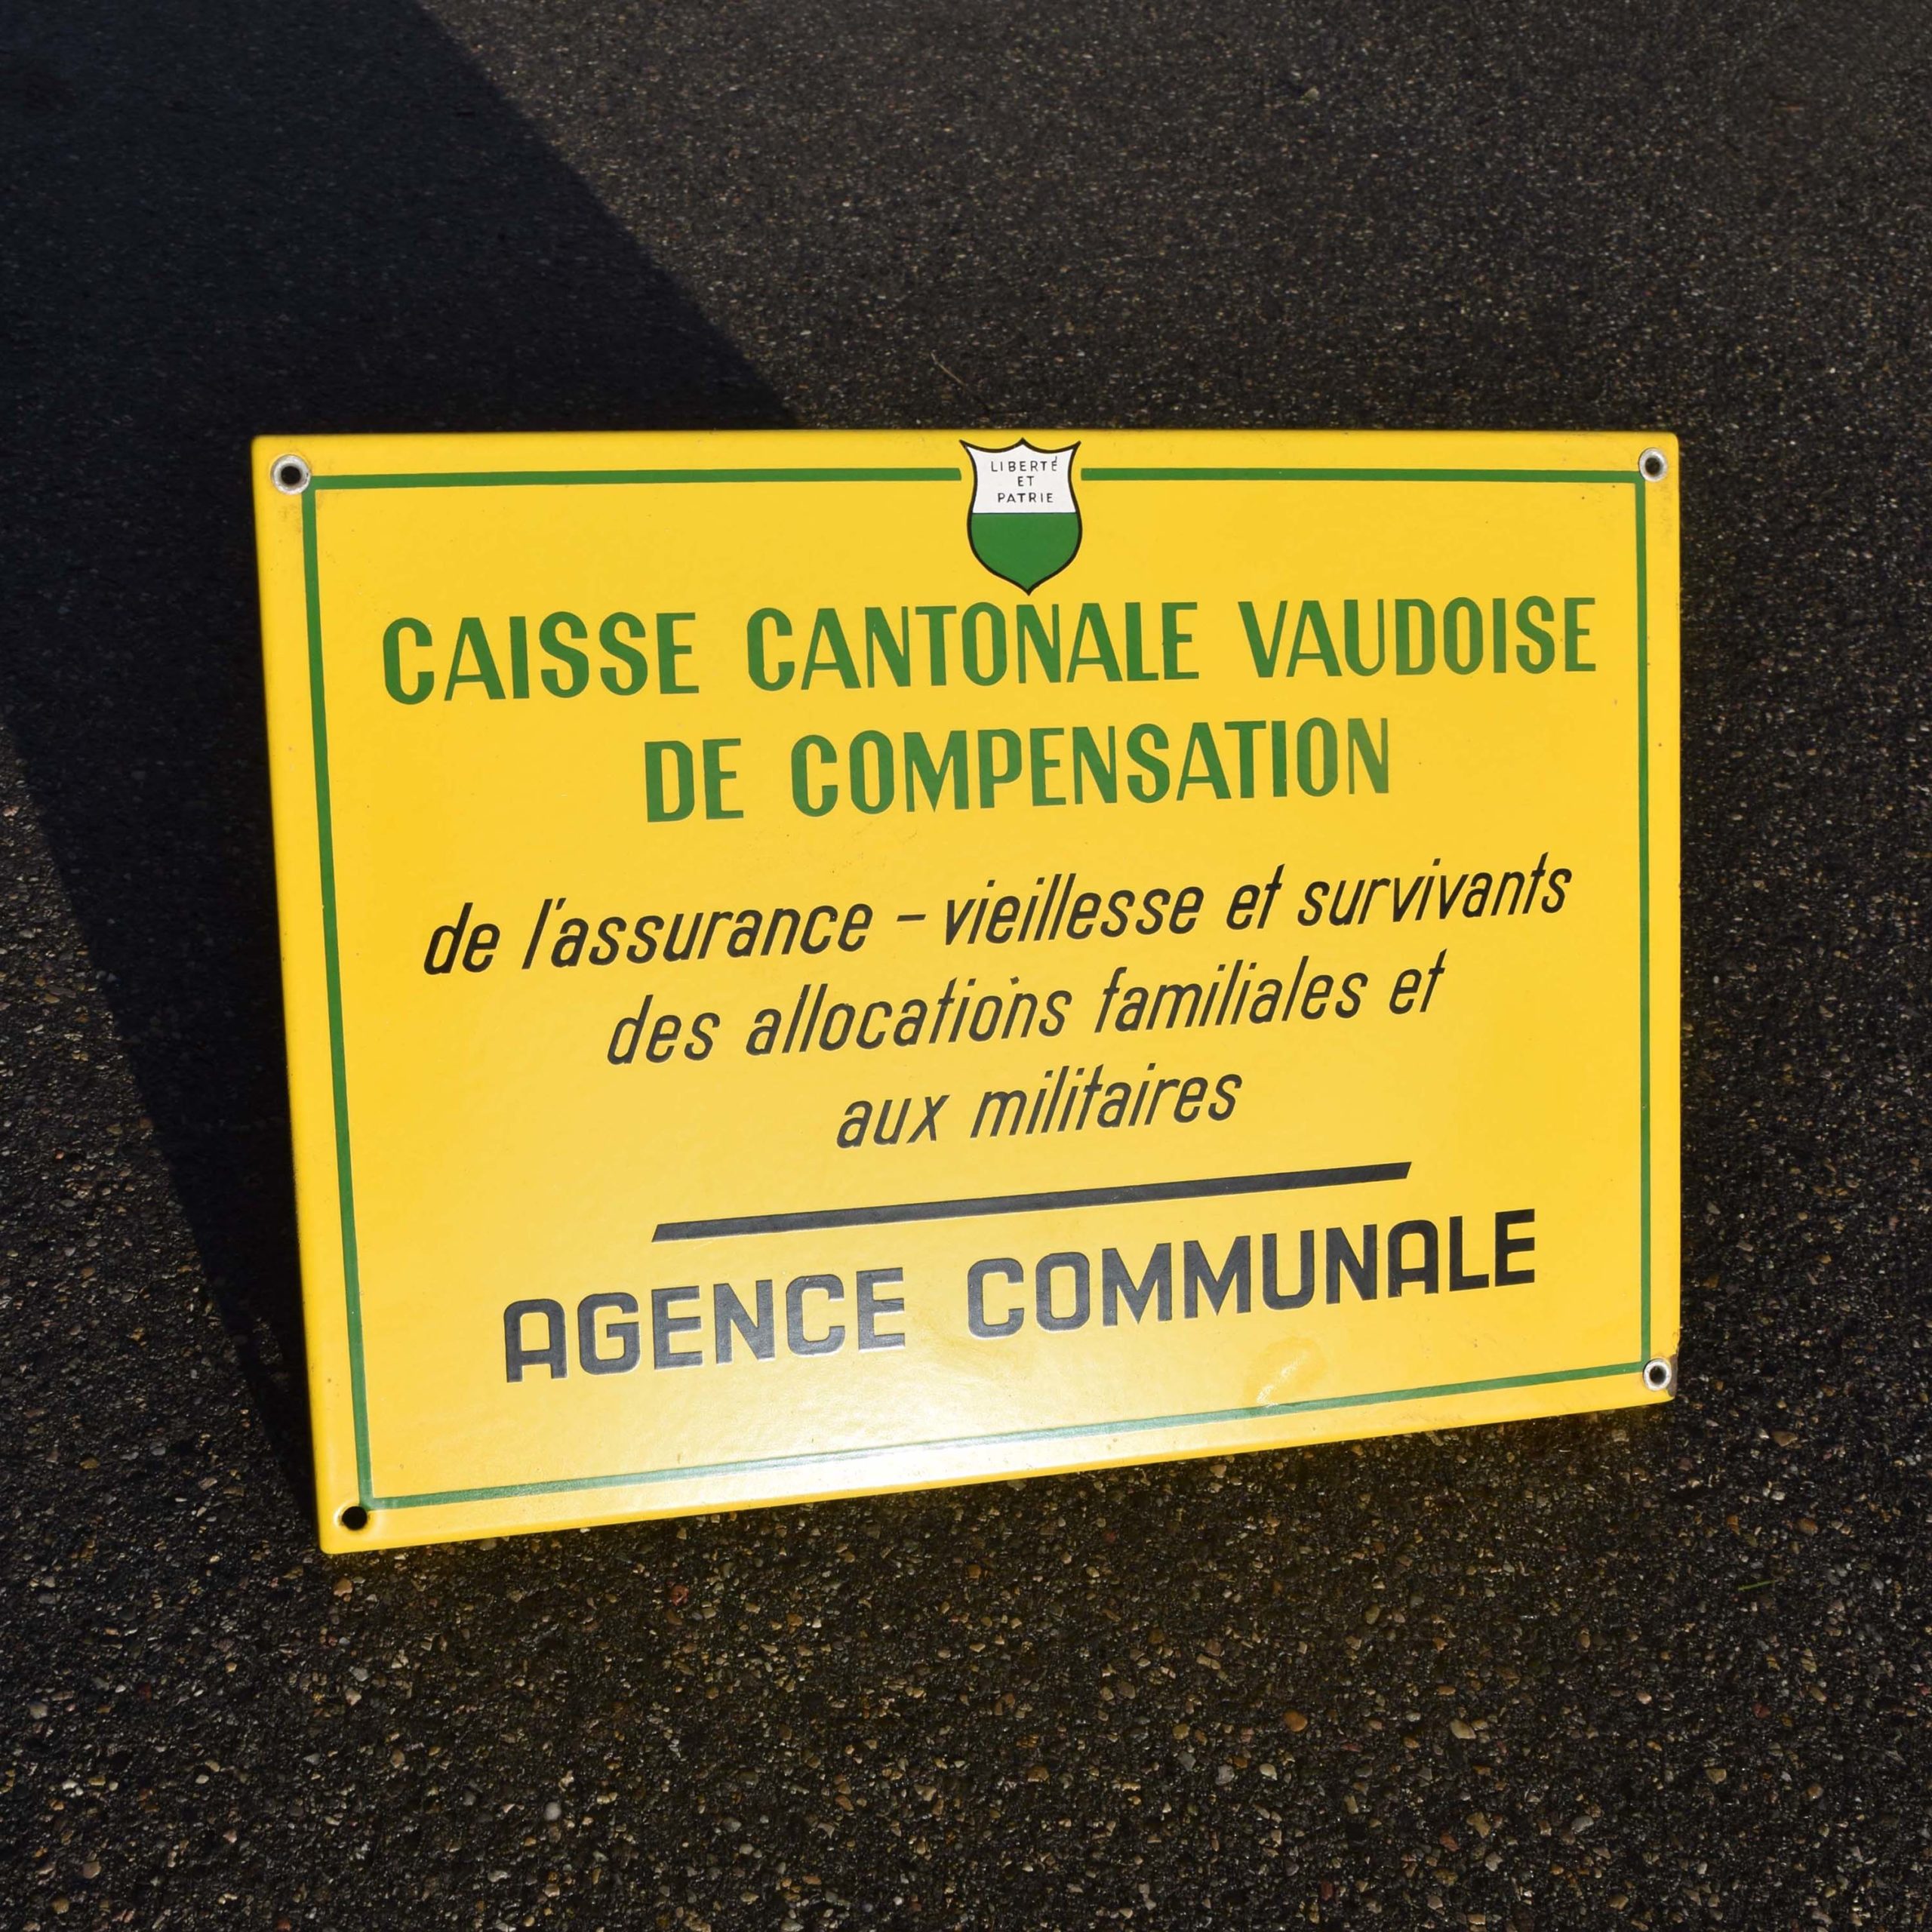 LIBERTÉ
ET
PATRIE
CAISSE CANTONALE VAUDOISE
DE COMPENSATION
de l'assurance - vieillesse et survivants
des allocations familiales et
aux militaires
AGENCE COMMUNALE